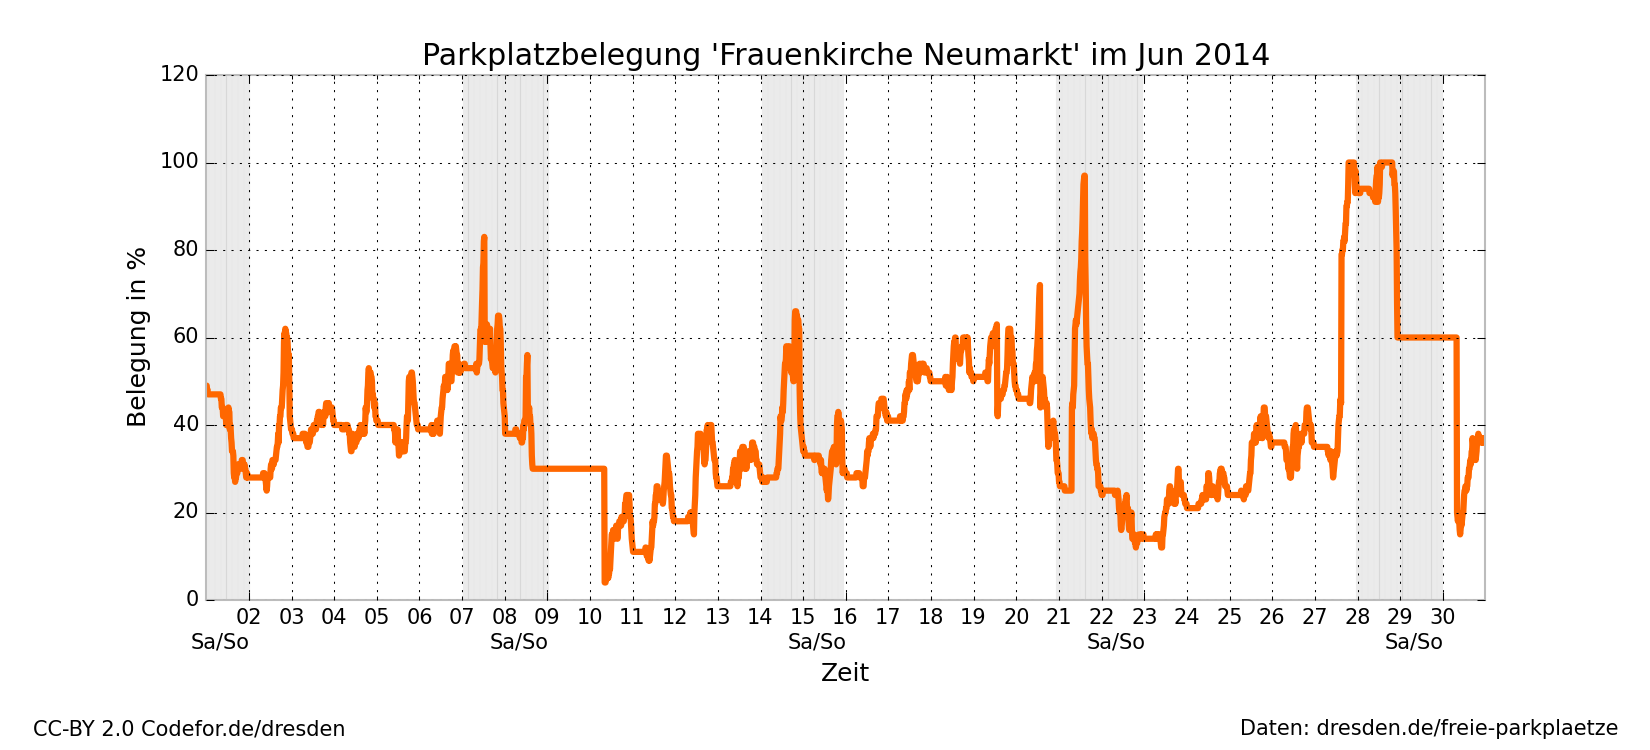 Parkplatzbelegung 'Frauenkirche Neumarkt' im Jun 2014
120
100
80
60
40
20
0
Belegung in %
02 03 04 05 06 07 08 09 10 11 12 13 14 15 16 17 18 19 20 21 22 23 24 25 26 27 28 29 30
Sa/So Sa/So Sa/So Sa/So Sa/So
Zeit
CC-BY 2.0 Codefor.de/dresden
Daten: dresden.de/freie-parkplaetze